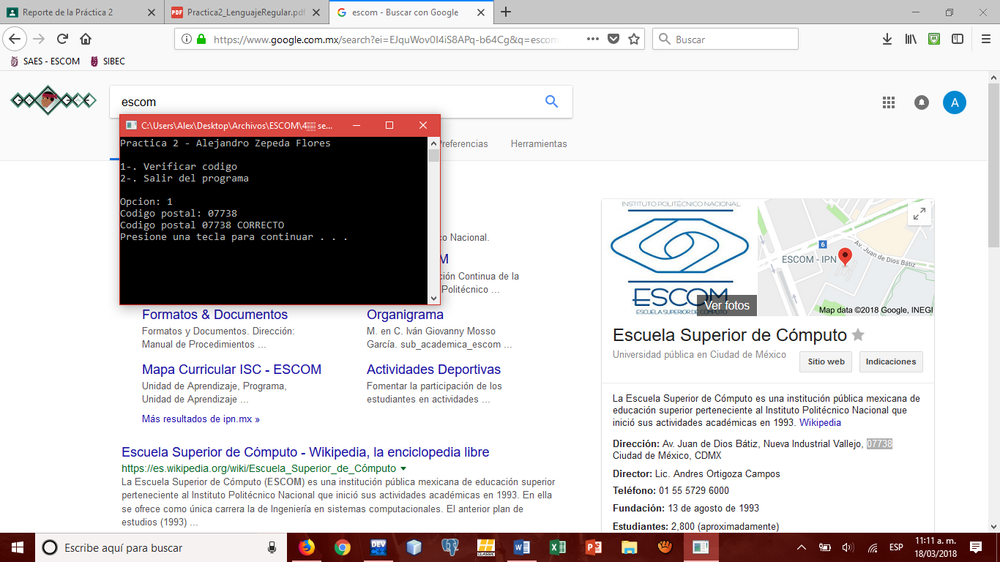 Reporte de la Práctica 2
Practica2_LenguajeRegular.pdf
escom - Buscar con Google
https://www.google.com.mx/search?ei=EJquWov0I4iS8APq-b64Cg&q=escom
Buscar
SAES - ESCOM
SIBEC
escom
A
Preferencias
Herramientas
C:\Users\Alex\Desktop\Archivos\ESCOM\4▒▒ se...
Practica 2 - Alejandro Zepeda Flores
1-. Verificar codigo
2-. Salir del programa
Opcion: 1
Codigo postal: 07738
Codigo postal 07738 CORRECTO
Presione una tecla para continuar . . .
co Nacional.
M
ción Continua de la
Politécnico ...
Formatos & Documentos
Formatos y Documentos. Dirección:
Manual de Procedimientos ...
Organigrama
M. en C. Iván Giovanny Mosso
García. sub_academica_escom ...
Mapa Curricular ISC - ESCOM
Unidad de Aprendizaje, Programa,
Unidad de Aprendizaje ...
Actividades Deportivas
Fomentar la participación de los
estudiantes en actividades ...
Más resultados de ipn.mx »
Escuela Superior de Cómputo - Wikipedia, la enciclopedia libre
https://es.wikipedia.org/wiki/Escuela_Superior_de_Cómputo
La Escuela Superior de Cómputo (ESCOM) es una institución pública mexicana de educación superior
perteneciente al Instituto Politécnico Nacional que inició sus actividades académicas en 1993. En ella
se ofrece como única carrera la de Ingeniería en sistemas computacionales. El anterior plan de
estudios (1993) ...
INSTITUTO POLITÉCNICO NACIONAL
ESCOM
ESCUELA SUPERIOR DE CÓMPUTO
Ver fotos
6
Av. Juan de Dios Bátiz
ESCOM - IPN
Map data ©2018 Google, INEGI
Escuela Superior de Cómputo
Universidad pública en Ciudad de México
Sitio web
Indicaciones
La Escuela Superior de Cómputo es una institución pública mexicana de
educación superior perteneciente al Instituto Politécnico Nacional que
inició sus actividades académicas en 1993. Wikipedia
Dirección: Av. Juan de Dios Bátiz, Nueva Industrial Vallejo, 07738
Ciudad de México, CDMX
Director: Lic. Andres Ortigoza Campos
Teléfono: 01 55 5729 6000
Fundación: 13 de agosto de 1993
Estudiantes: 2,800 (aproximadamente)
Escribe aquí para buscar
DEV
CLASSIC
ESP
11:11 a. m.
18/03/2018